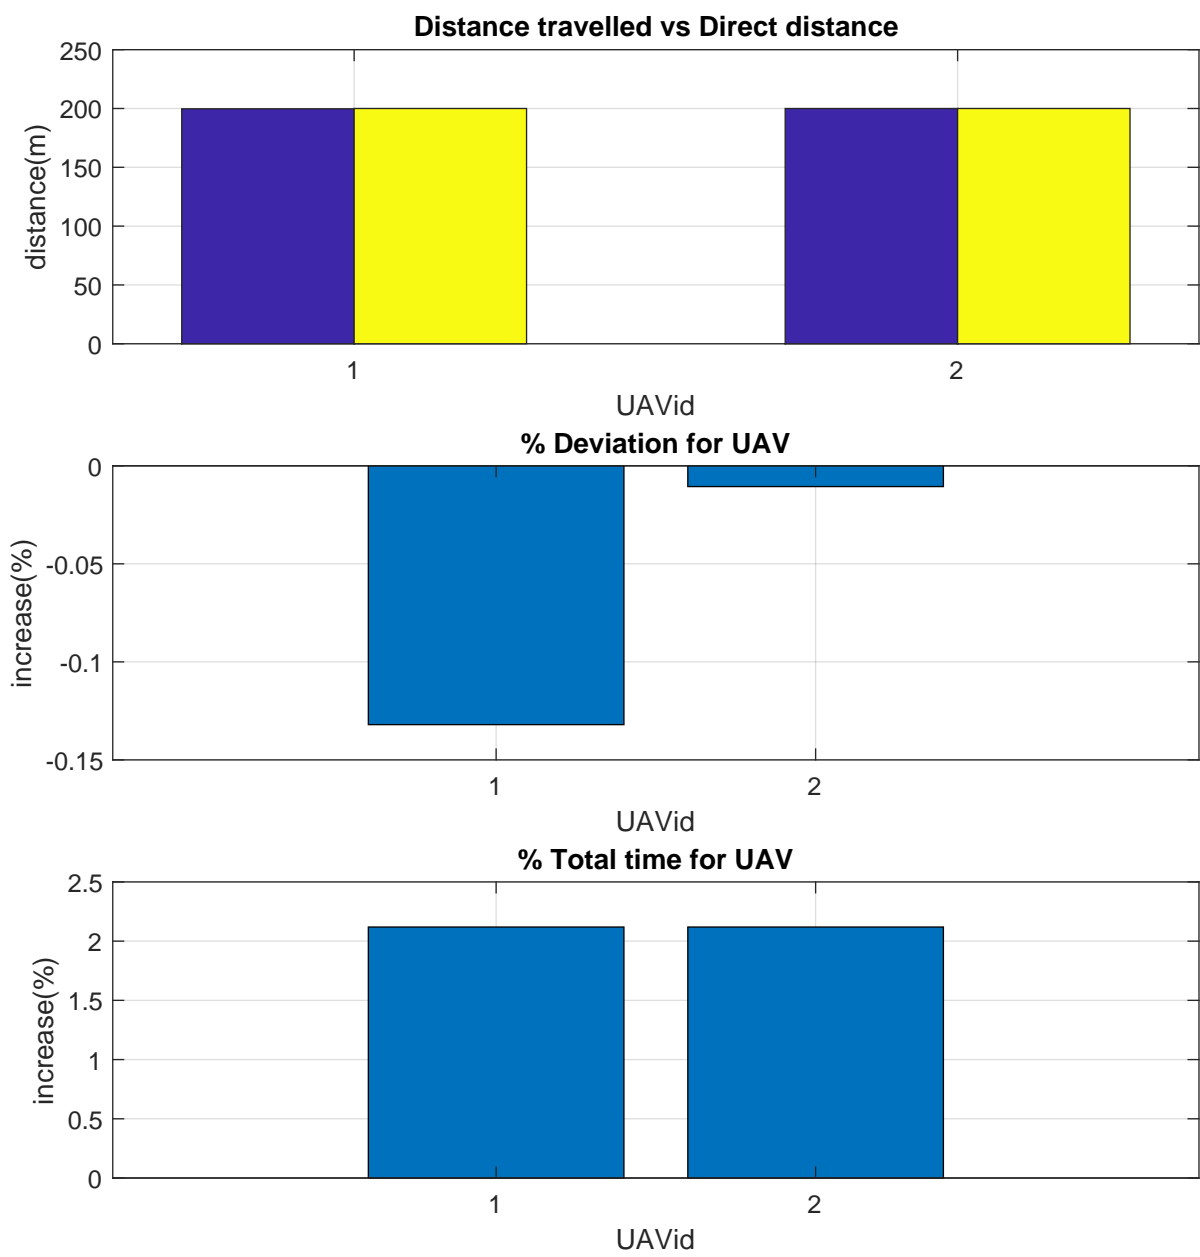 Distance travelled vs Direct distance
250
200
150
100
50
0
distance(m)
1 2
UAVid
% Deviation for UAV
0
-0.05
-0.1
-0.15
increase(%)
1 2
UAVid
% Total time for UAV
2.5
2
1.5
1
0.5
0
increase(%)
1 2
UAVid